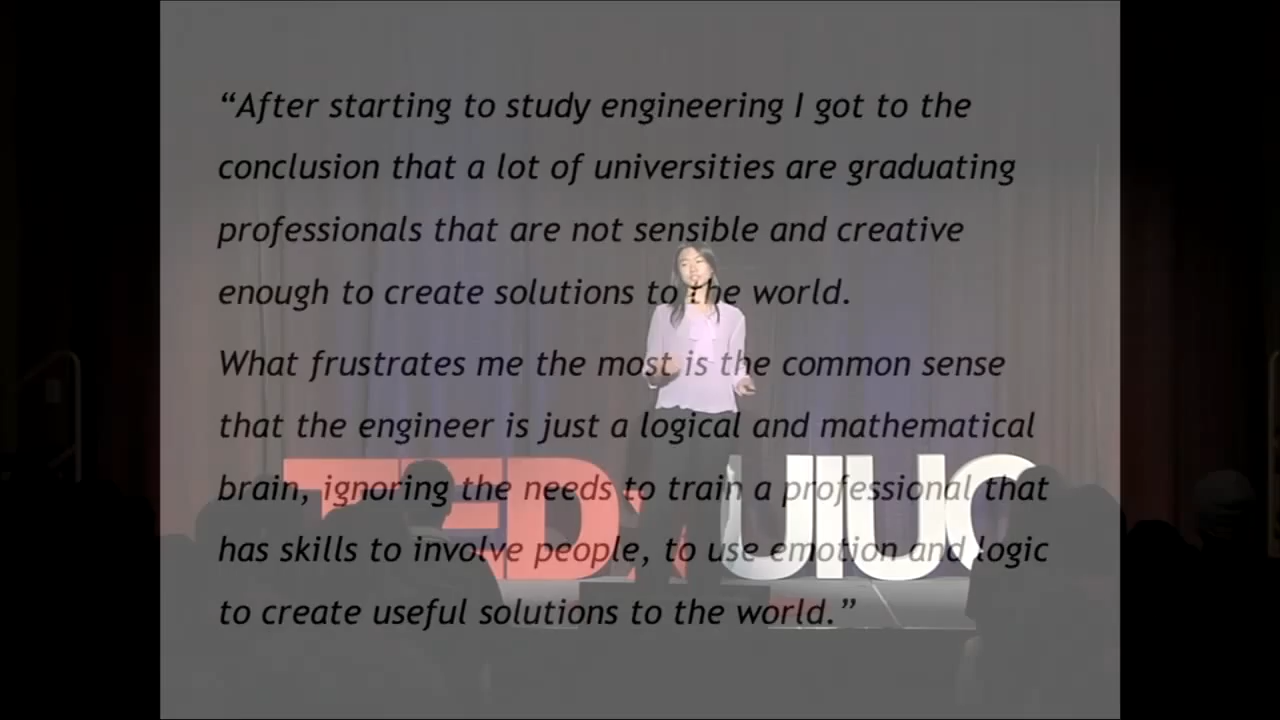 “After starting to study engineering I got to the
conclusion that a lot of universities are graduating
professionals that are not sensible and creative
enough to create solutions to the world.
What frustrates me the most is the common sense
that the engineer is just a logical and mathematical
brain, ignoring the needs to train a professional that
has skills to involve people, to use emotion and logic
to create useful solutions to the world.”
TEDxUIUC